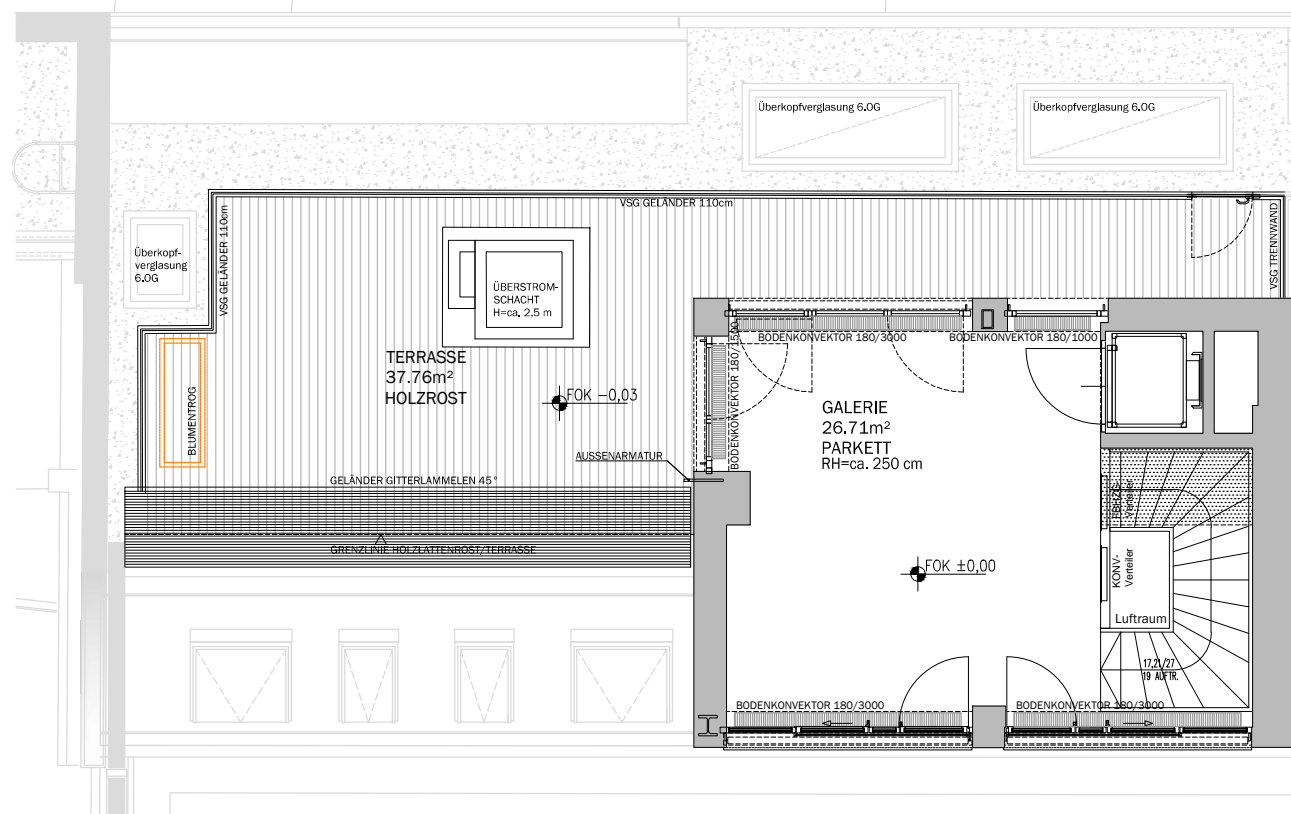 Überkopfverglasung 6.OG
Überkopfverglasung 6.OG
VSG GELÄNDER 110cm
VSG GELÄNDER 110cm
VSG TRENNWAND
Überkopf-
verglasung
6.OG
ÜBERSTROM-
SCHACHT
H=ca. 2,5 m
BODENKONVEKTOR 180/3000
BODENKONVEKTOR 180/1000
BODENKONVEKTOR 180/1500
TERRASSE
37.76m²
HOLZROST
FOK −0,03
BLUMENTROG
GALERIE
26.71m²
PARKETT
RH=ca. 250 cm
AUSSENARMATUR
GELÄNDER GITTERLAMMELEN 45°
GRENZLINIE HOLZLATTENROST/TERRASSE
FOK ±0,00
Verteiler
KONV-
Verteiler
Luftraum
17,21/27
19 AUFTR.
BODENKONVEKTOR 180/3000
BODENKONVEKTOR 180/3000